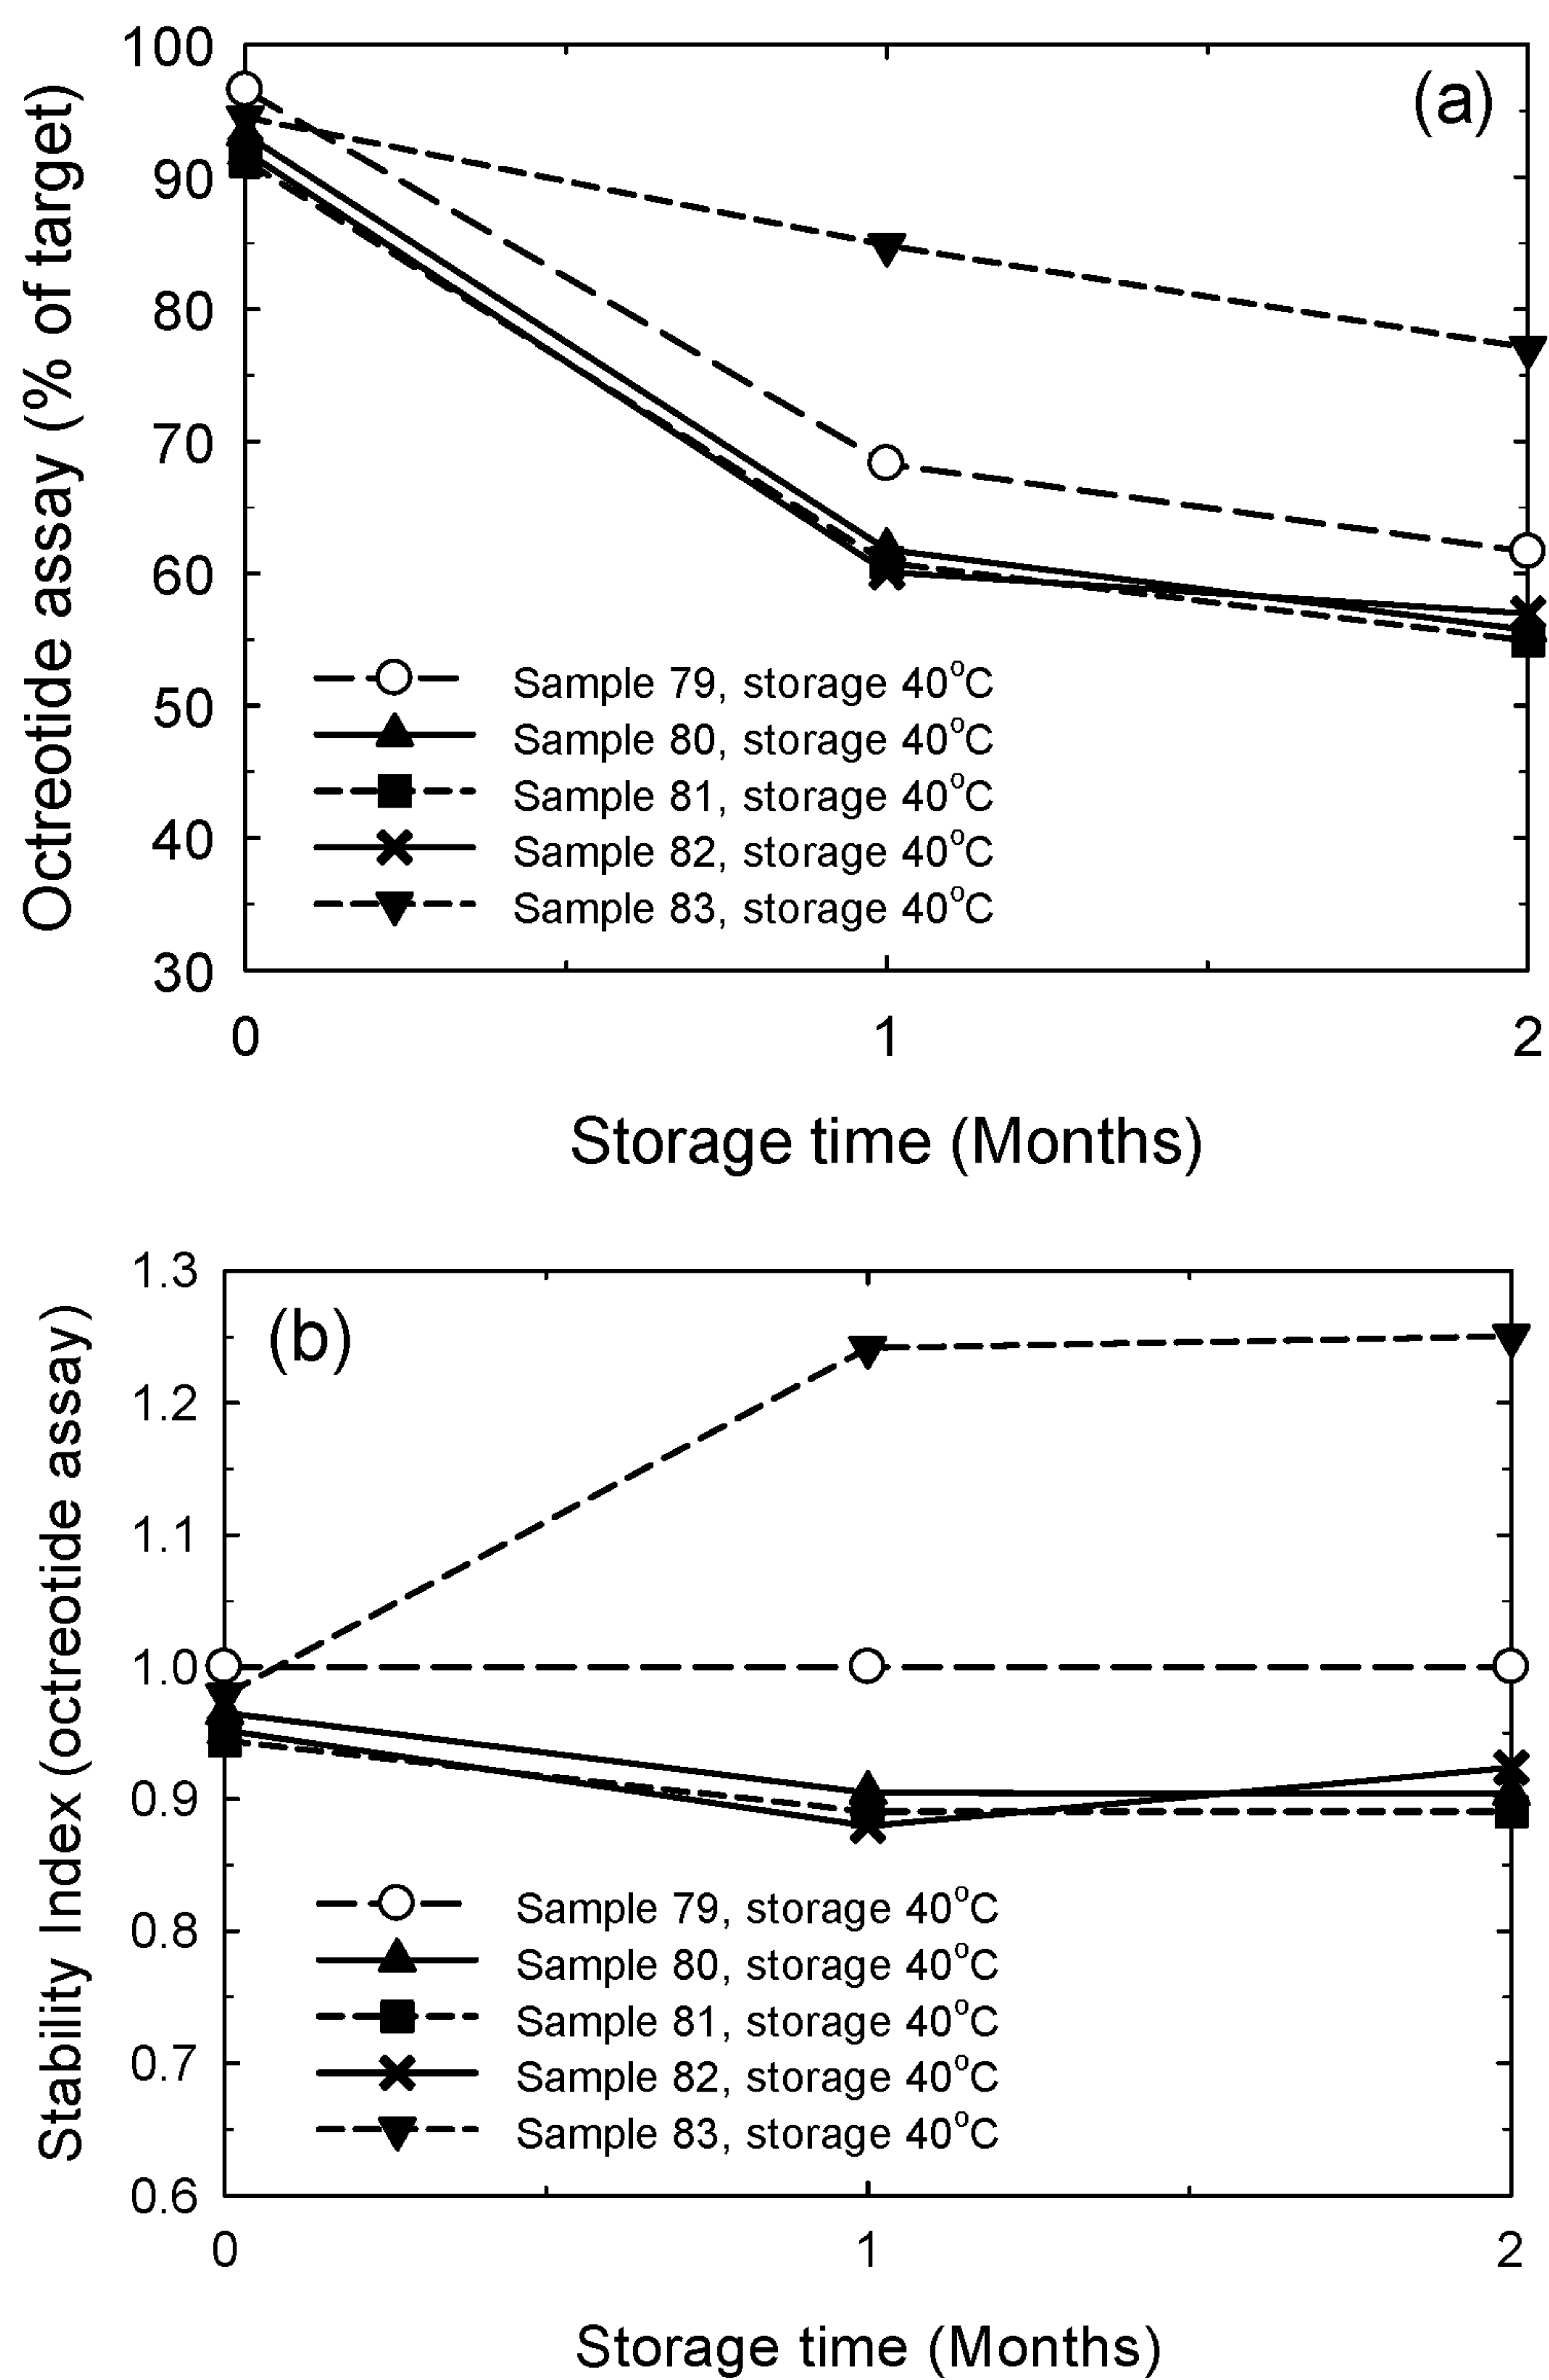 (a)
Octreotide assay (% of target)
100
90
80
70
60
50
40
30
Sample 79, storage 40°C
Sample 80, storage 40°C
Sample 81, storage 40°C
Sample 82, storage 40°C
Sample 83, storage 40°C
0 1 2
Storage time (Months)
(b)
Stability Index (octreotide assay)
1.3
1.2
1.1
1.0
0.9
0.8
0.7
0.6
Sample 79, storage 40°C
Sample 80, storage 40°C
Sample 81, storage 40°C
Sample 82, storage 40°C
Sample 83, storage 40°C
0 1 2
Storage time (Months)